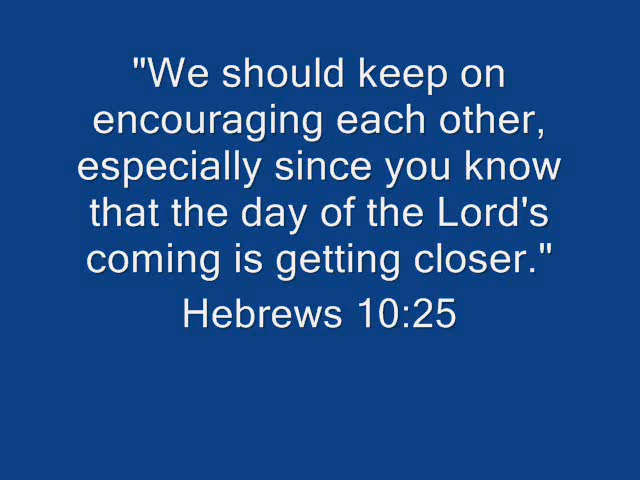 "We should keep on
encouraging each other,
especially since you know
that the day of the Lord's
coming is getting closer."
Hebrews 10:25